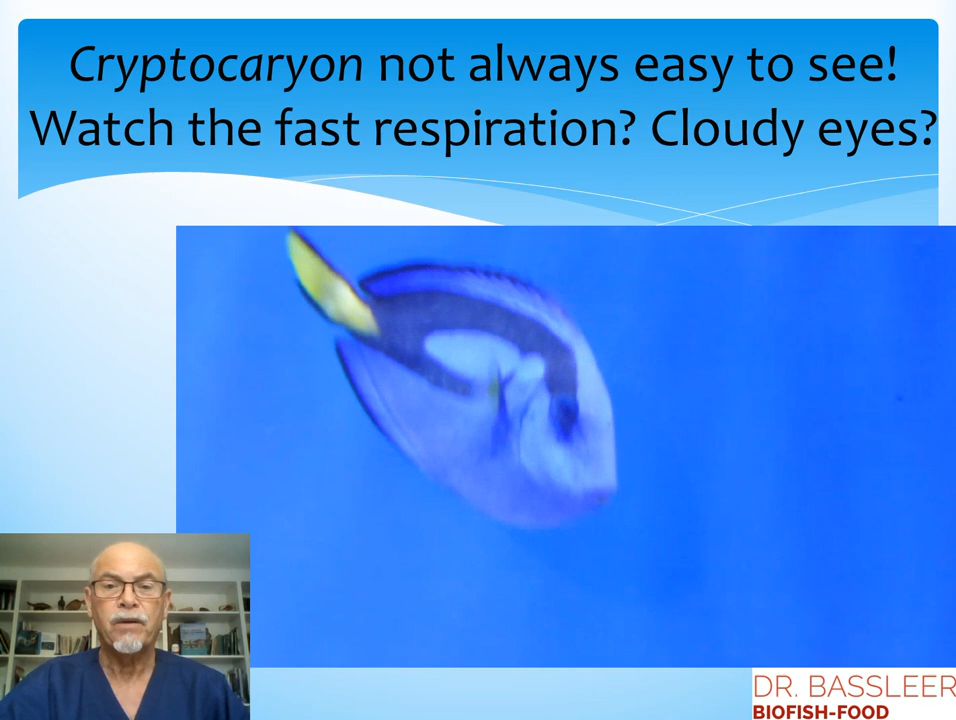 Cryptocaryon not always easy to see!
Watch the fast respiration? Cloudy eyes?
DR. BASSLEER
BIOFISH-FOOD